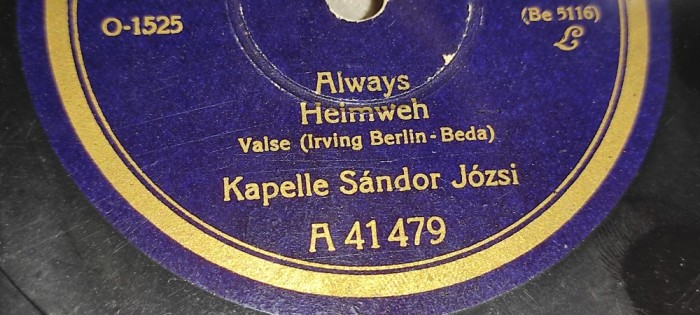 O-1525
(Be 5116)
L
Always
Heimweh
Valse (Irving Berlin - Beda)
Kapelle Sándor Józsi
A 41 479